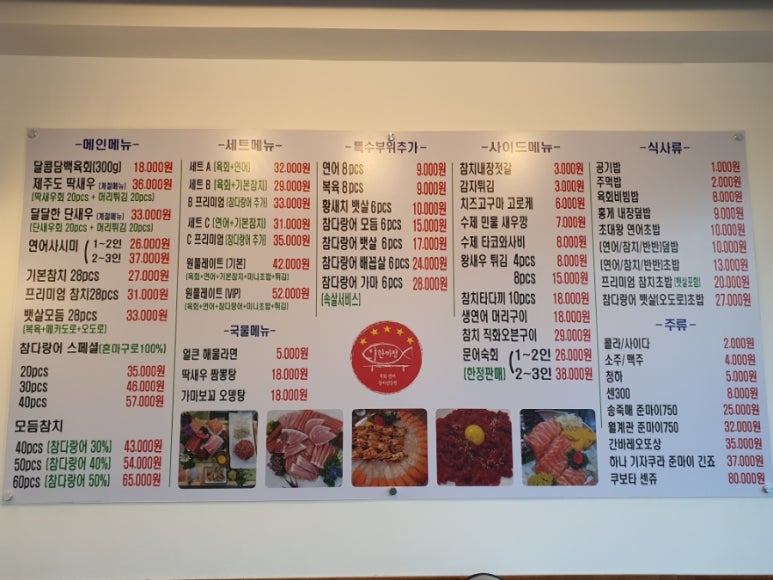 -메인메뉴-
달콤담백육회(300g) 18.000원
제주도 딱새우 (계절메뉴) 36.000원
(딱새우회 20pcs + 머리튀김 20pcs)
달달한 단새우 (계절메뉴) 33.000원
(단새우회 20pcs + 머리튀김 20pcs)
연어사시미 ( 1~2인 26.000원
2~3인 37.000원
기본참치 28pcs 27.000원
프리미엄 참치28pcs 31.000원
뱃살모듬 28pcs 33.000원
(복육+메카도로+오도로)
참다랑어 스페셜(혼마구로100%)
20pcs 35.000원
30pcs 46.000원
40pcs 57.000원
모듬참치
40pcs (참다랑어 30%) 43.000원
50pcs (참다랑어 40%) 54.000원
60pcs (참다랑어 50%) 65.000원
-세트메뉴-
세트 A (육회+연어) 32.000원
세트 B (육회+기본참치) 29.000원
B 프리미엄 (참다랑어 추가) 33.000원
세트 C (연어+기본참치) 31.000원
C 프리미엄 (참다랑어 추가) 35.000원
원플레이트 (기본) 42.000원
(육회+연어+기본참치+미니초밥+튀김)
원플레이트 (VIP) 52.000원
(육회+연어+참다랑어+미니초밥+튀김)
-국물메뉴-
얼큰 해물라면 5.000원
딱새우 짬뽕탕 18.000원
가마보꼬 오뎅탕 18.000원
-특수부위추가-
연어 8pcs 9.000원
복육 8pcs 9.000원
황새치 뱃살 6pcs 10.000원
참다랑어 모듬 6pcs 15.000원
참다랑어 뱃살 6pcs 17.000원
참다랑어 배꼽살 6pcs 24.000원
참다랑어 가마 6pcs 28.000원
(속살서비스)
한끼정
-사이드메뉴-
참치내장젓갈 3.000원
감자튀김 3.000원
치즈고구마 고로케 6.000원
수제 민물 새우깡 7.000원
수제 타코와사비 8.000원
왕새우 튀김 4pcs 8.000원
8pcs 15.000원
참치타다끼 10pcs 18.000원
생연어 머리구이 18.000원
참치 직화오븐구이 29.000원
문어숙회 ( 1~2인 26.000원
(한정판매) 2~3인 38.000원
-식사류-
공기밥 1.000원
주먹밥 2.000원
육회비빔밥 8.000원
홍게 내장덮밥 9.000원
초대왕 연어초밥 10.000원
(연어/참치/반반)덮밥 10.000원
(연어/참치/반반)초밥 13.000원
프리미엄 참치초밥 (뱃살포함) 20.000원
참다랑어 뱃살(오도로)초밥 27.000원
-주류-
콜라/사이다 2.000원
소주/맥주 4.000원
청하 5.000원
센300 8.000원
송죽매 준마이750 25.000원
월계관 준마이750 32.000원
간바레오또상 35.000원
하나 기자쿠라 준마이 긴죠 37.000원
쿠보타 센쥬 80.000원